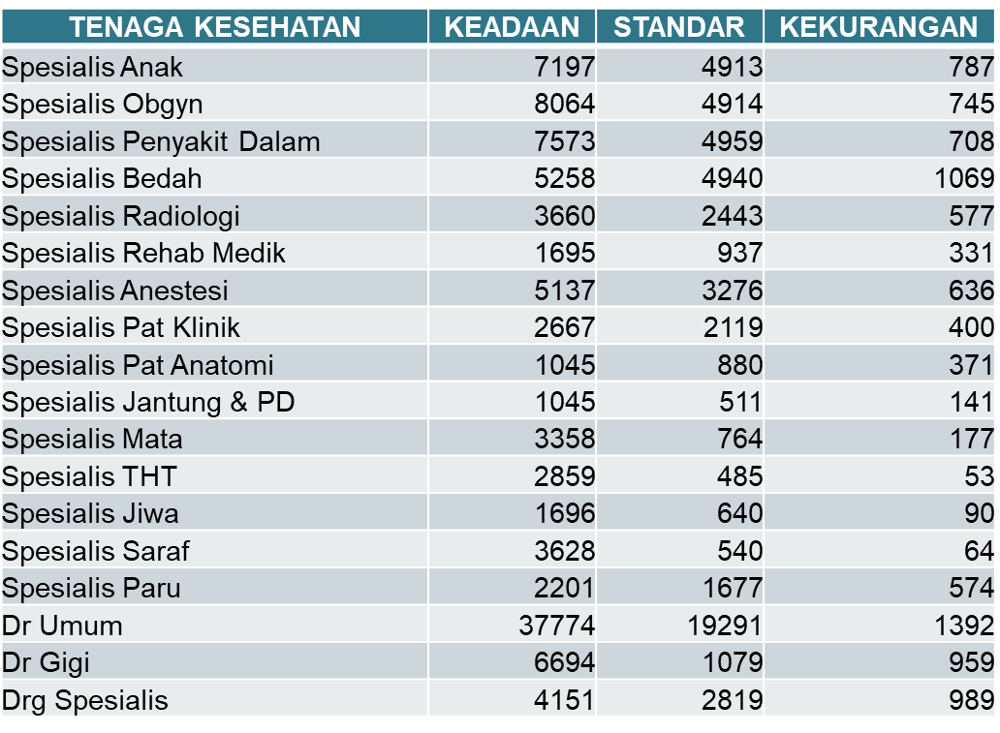 TENAGA KESEHATAN KEADAAN STANDAR KEKURANGAN
Spesialis Anak 7197 4913 787
Spesialis Obgyn 8064 4914 745
Spesialis Penyakit Dalam 7573 4959 708
Spesialis Bedah 5258 4940 1069
Spesialis Radiologi 3660 2443 577
Spesialis Rehab Medik 1695 937 331
Spesialis Anestesi 5137 3276 636
Spesialis Pat Klinik 2667 2119 400
Spesialis Pat Anatomi 1045 880 371
Spesialis Jantung & PD 1045 511 141
Spesialis Mata 3358 764 177
Spesialis THT 2859 485 53
Spesialis Jiwa 1696 640 90
Spesialis Saraf 3628 540 64
Spesialis Paru 2201 1677 574
Dr Umum 37774 19291 1392
Dr Gigi 6694 1079 959
Drg Spesialis 4151 2819 989